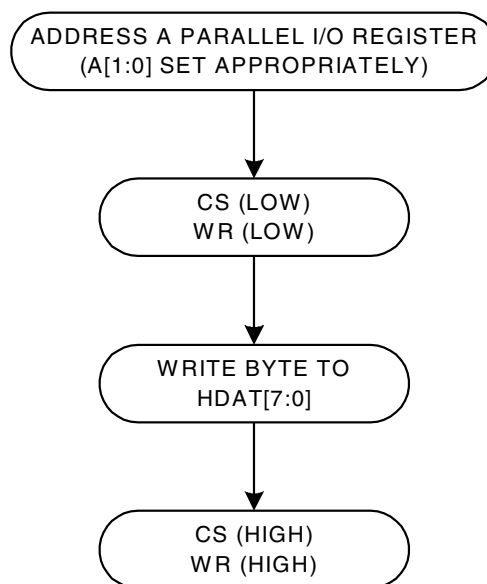 ADDRESS A PARALLEL I/O REGISTER
(A[1:0] SET APPROPRIATELY)
CS (LOW)
WR (LOW)
WRITE BYTE TO
HDAT[7:0]
CS (HIGH)
WR (HIGH)